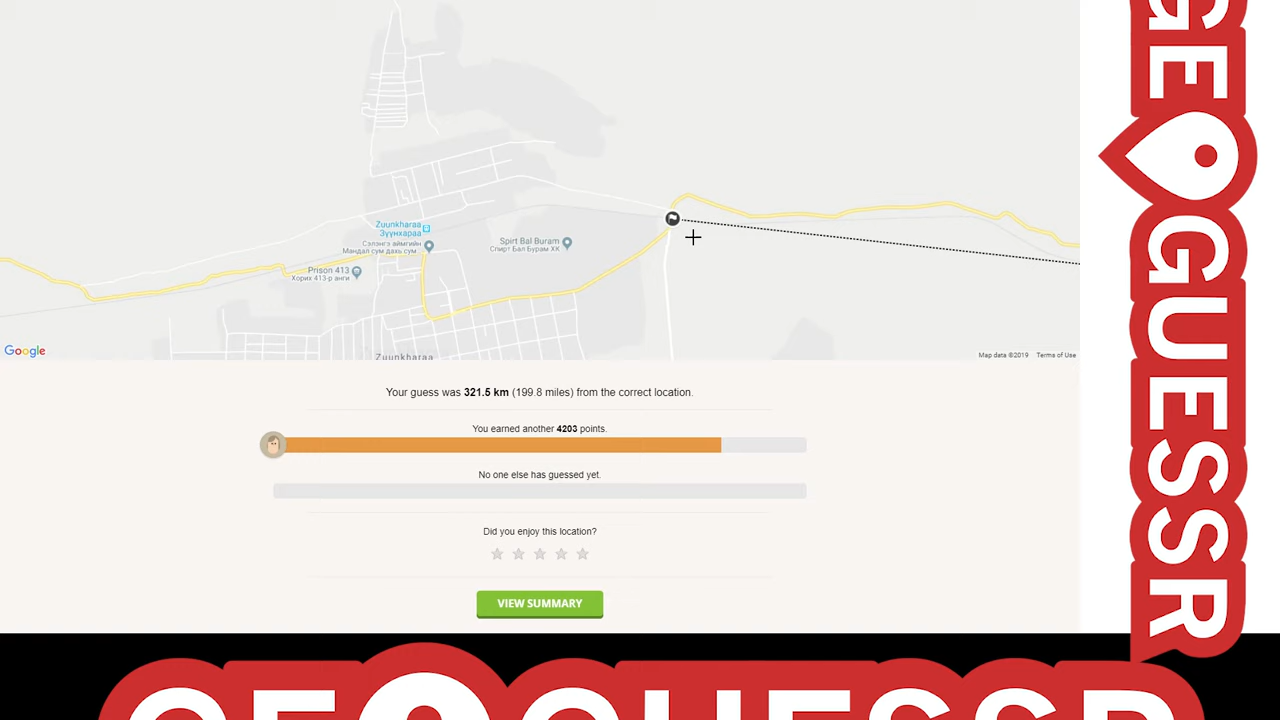 Zuunkharaa
Зүүнхараа
Сэлэнгэ аймгийн
Мандал сум дахь сум...
Spirt Bal Buram
Спирт Бал Бурам ХК
Prison 413
Хорих 413-р анги
Zuunkharaa
Google
Map data ©2019 Terms of Use
Your guess was 321.5 km (199.8 miles) from the correct location.
You earned another 4203 points.
No one else has guessed yet.
Did you enjoy this location?
VIEW SUMMARY
GEOGUESSR
GEOGUESSR